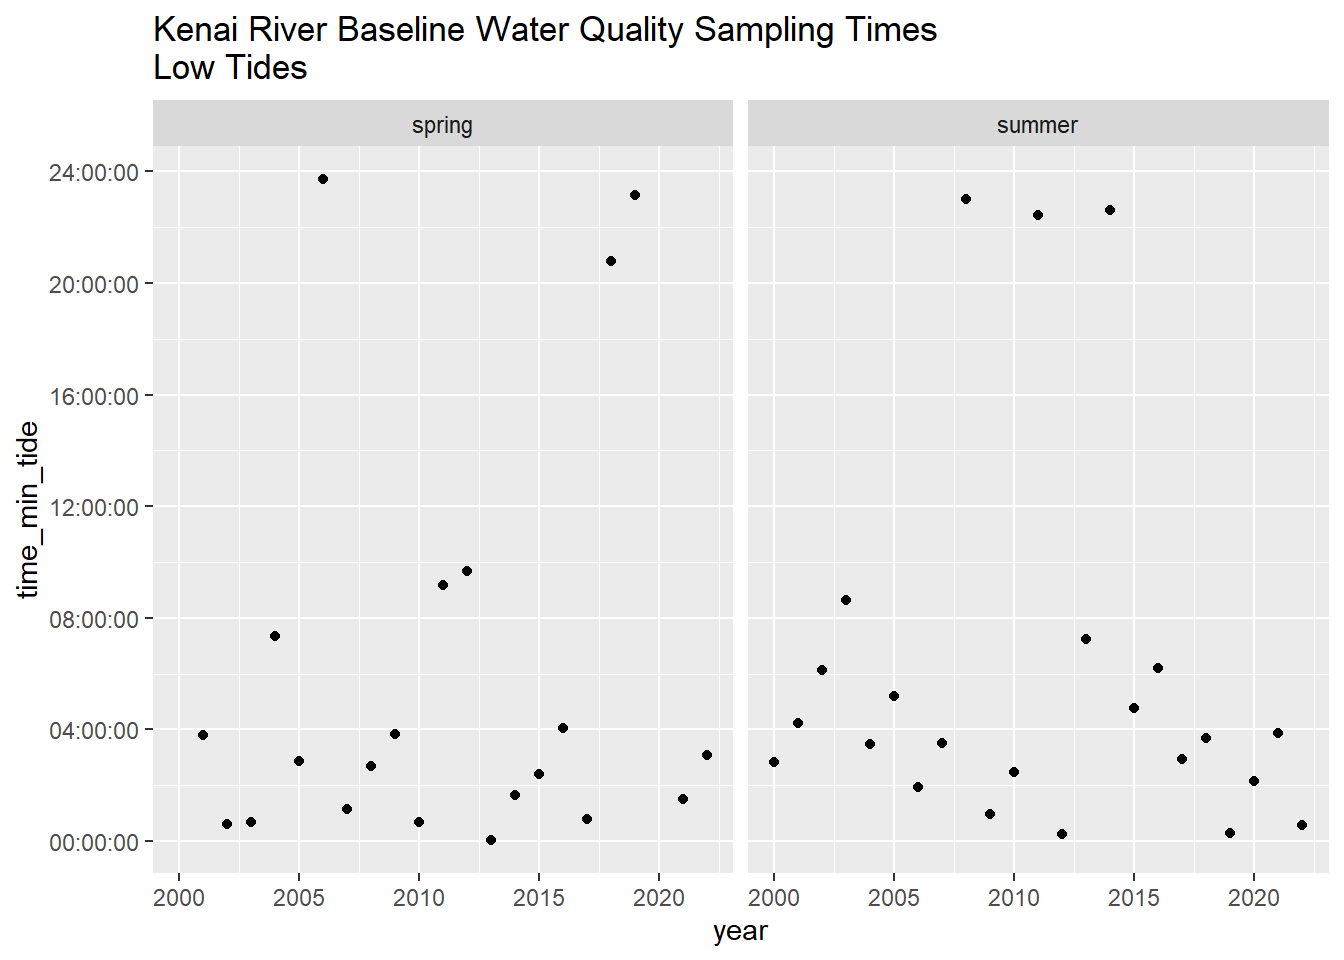 Kenai River Baseline Water Quality Sampling Times
Low Tides
spring
summer
24:00:00
20:00:00
16:00:00
12:00:00
08:00:00
04:00:00
00:00:00
time_min_tide
2000 2005 2010 2015 2020
2000 2005 2010 2015 2020
year